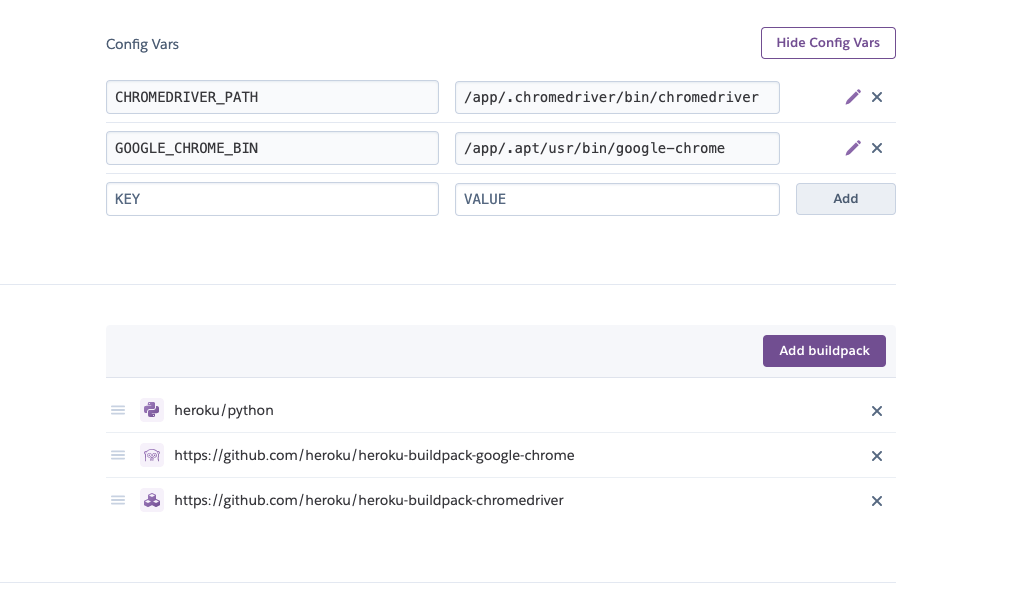 Config Vars
Hide Config Vars
CHROMEDRIVER_PATH
/app/.chromedriver/bin/chromedriver
GOOGLE_CHROME_BIN
/app/.apt/usr/bin/google-chrome
KEY
VALUE
Add
Add buildpack
heroku/python
https://github.com/heroku/heroku-buildpack-google-chrome
https://github.com/heroku/heroku-buildpack-chromedriver